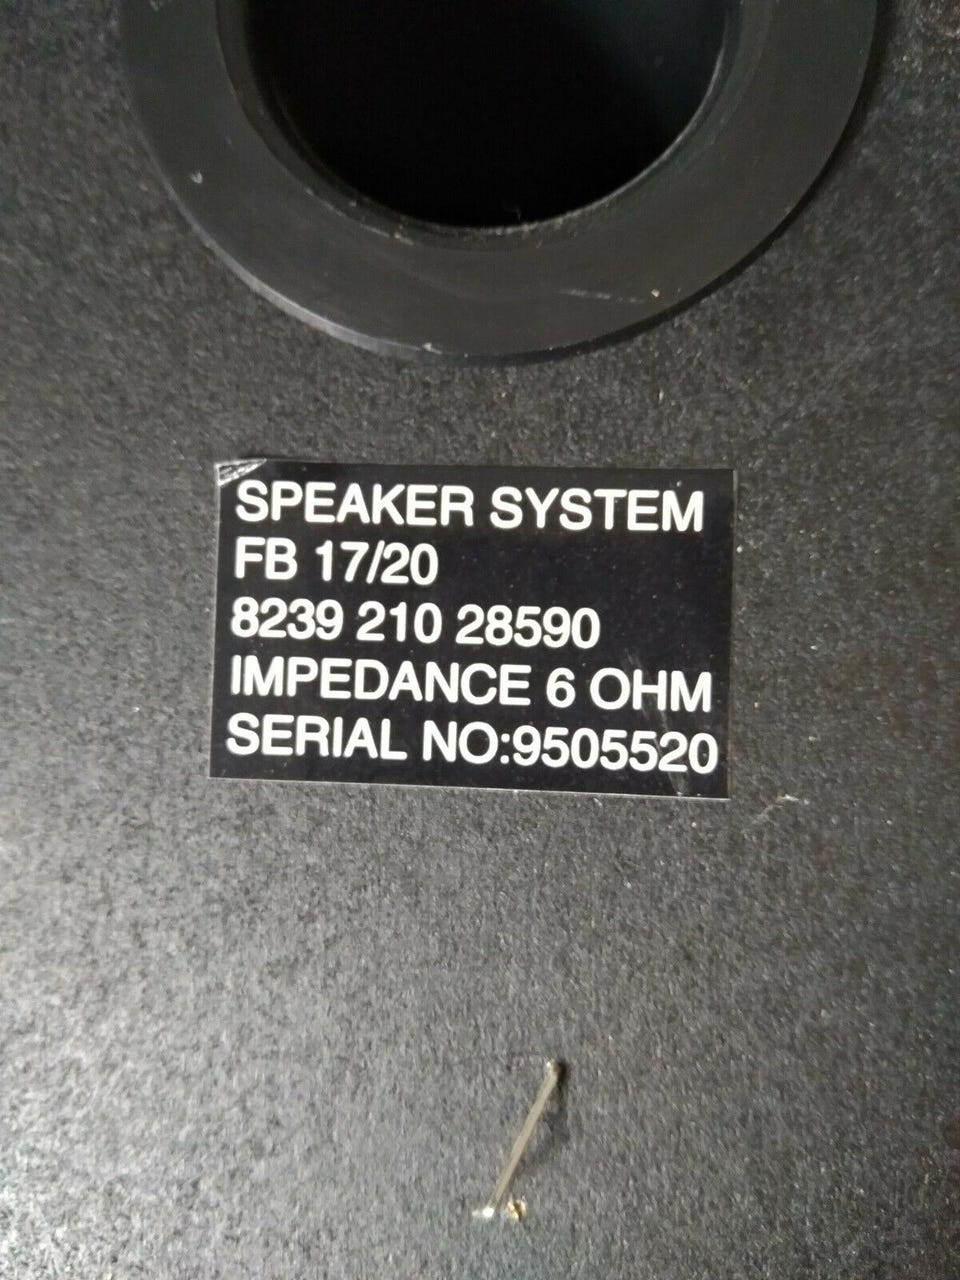 SPEAKER SYSTEM
FB 17/20
8239 210 28590
IMPEDANCE 6 OHM
SERIAL NO:9505520